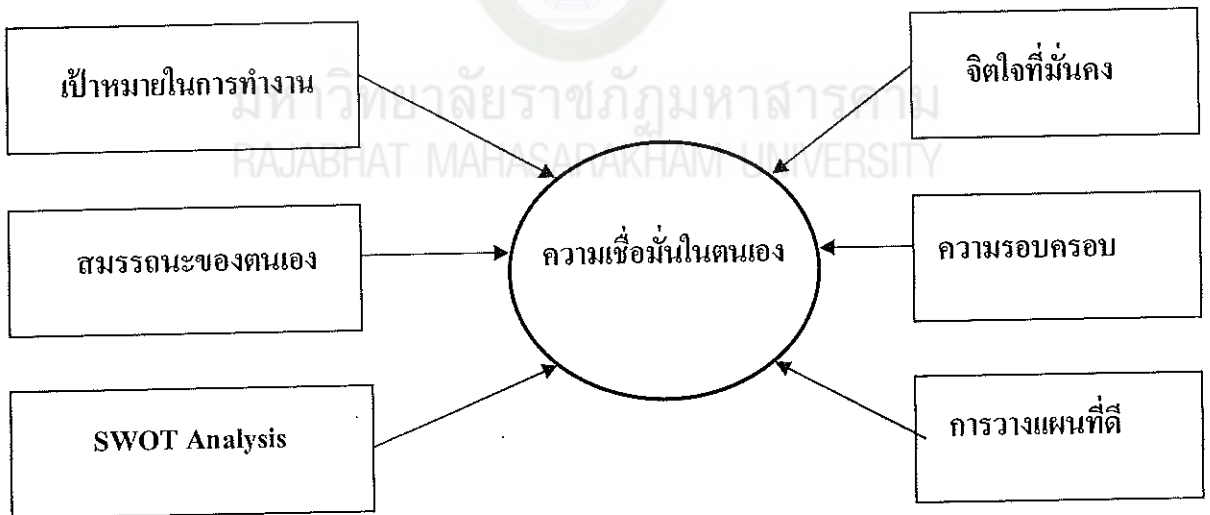 เป้าหมายในการทำงาน
จิตใจที่มั่นคง
มหาวิทยาลัยราชภัฏมหาสารคาม
RAJABHAT MAHASARAKHAM UNIVERSITY
สมรรถนะของตนเอง
ความเชื่อมั่นในตนเอง
ความรอบครอบ
SWOT Analysis
การวางแผนที่ดี